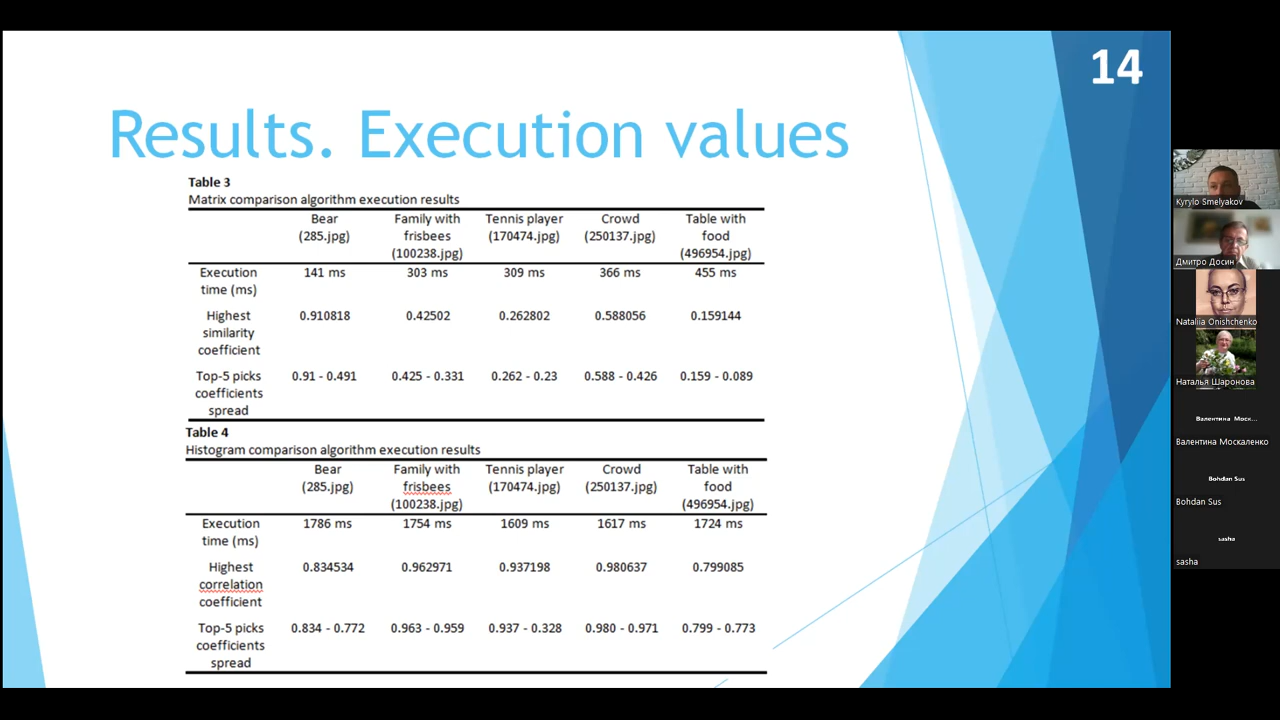 14
Results. Execution values
Table 3
Matrix comparison algorithm execution results
Bear Family with Tennis player Crowd Table with
(285.jpg) frisbees (170474.jpg) (250137.jpg) food
(100238.jpg) (496954.jpg)
Execution 141 ms 303 ms 309 ms 366 ms 455 ms
time (ms)
Highest 0.910818 0.42502 0.262802 0.588056 0.159144
similarity
coefficient
Top-5 picks 0.91 - 0.491 0.425 - 0.331 0.262 - 0.23 0.588 - 0.426 0.159 - 0.089
coefficients
spread
Table 4
Histogram comparison algorithm execution results
Bear Family with Tennis player Crowd Table with
(285.jpg) frisbees (170474.jpg) (250137.jpg) food
(100238.jpg) (496954.jpg)
Execution 1786 ms 1754 ms 1609 ms 1617 ms 1724 ms
time (ms)
Highest 0.834534 0.962971 0.937198 0.980637 0.799085
correlation
coefficient
Top-5 picks 0.834 - 0.772 0.963 - 0.959 0.937 - 0.328 0.980 - 0.971 0.799 - 0.773
coefficients
spread
Kyrylo Smelyakov
Дмитро Досин
Nataliia Onishchenko
Наталья Шаронова
Валентина Моск...
Валентина Москаленко
Bohdan Sus
Bohdan Sus
sasha
sasha